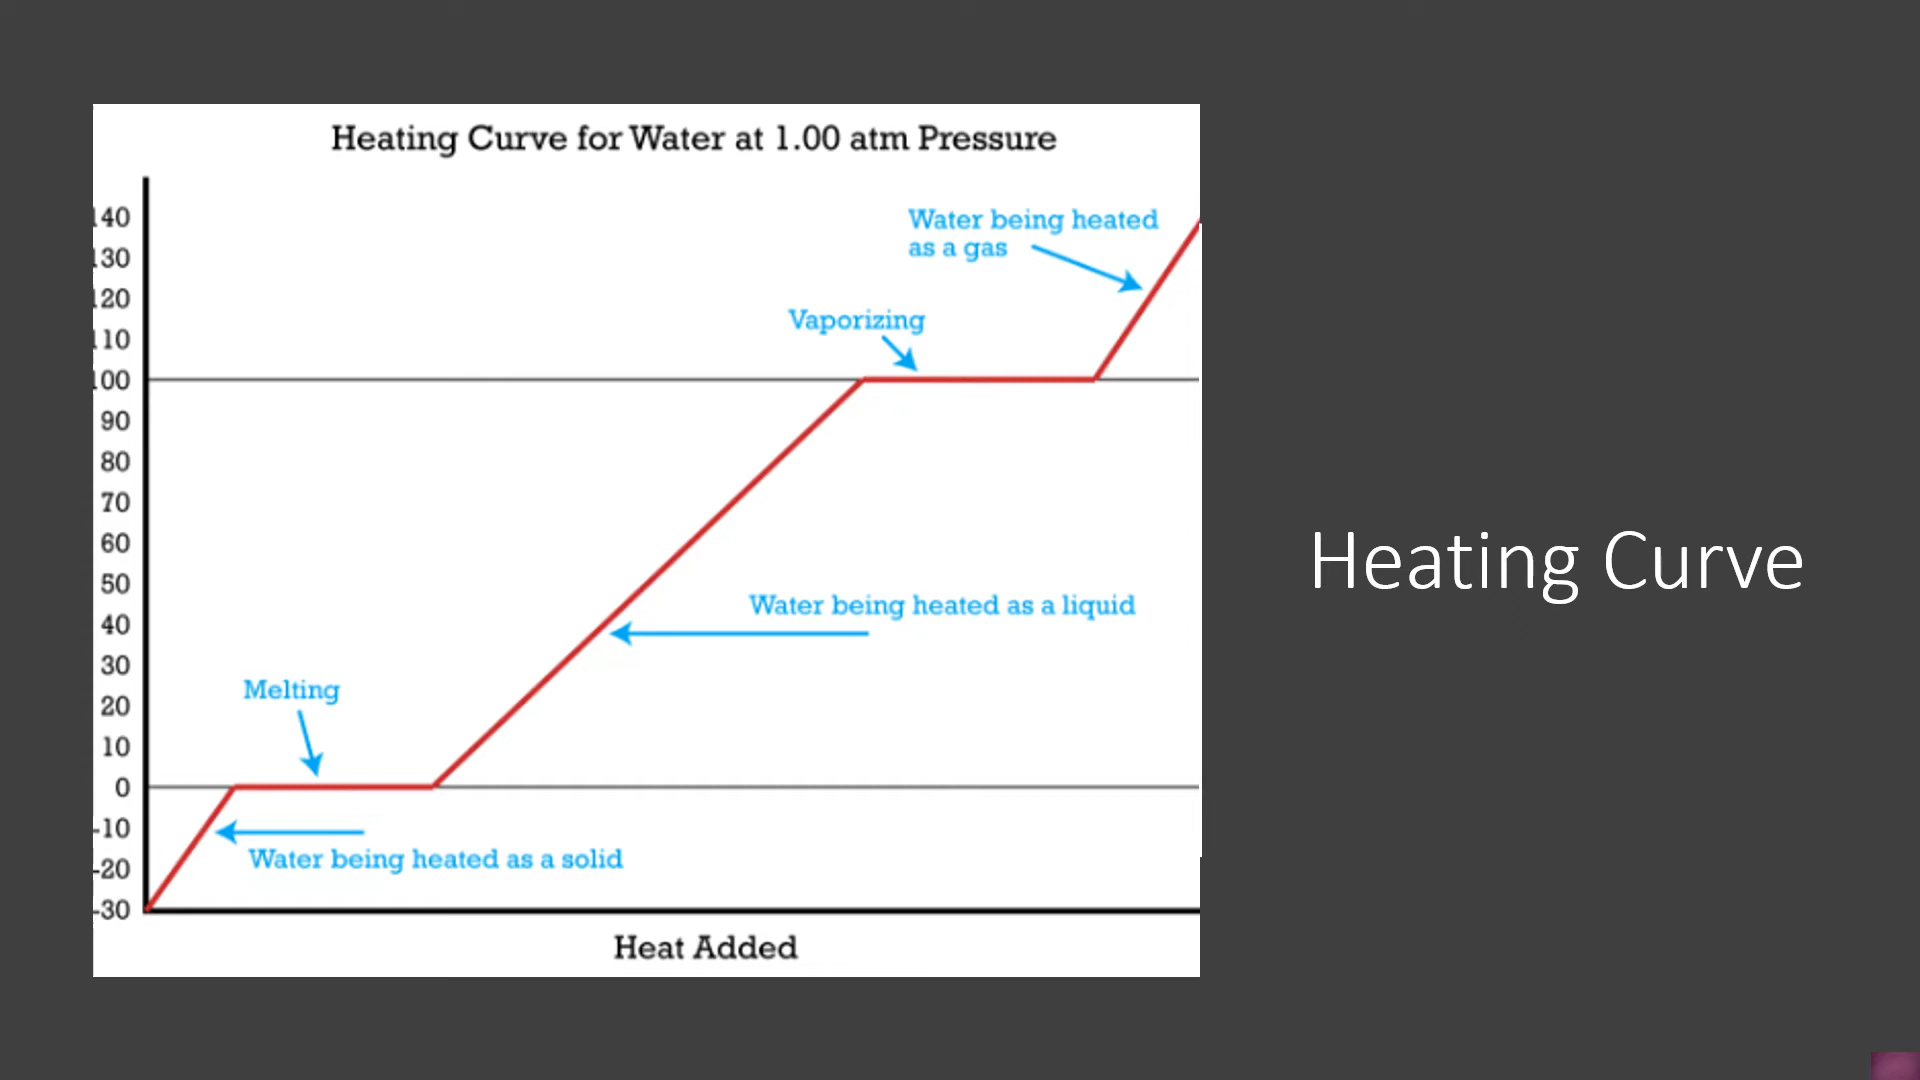 Heating Curve for Water at 1.00 atm Pressure
140
130
120
110
100
90
80
70
60
50
40
30
20
10
0
-10
-20
-30
Water being heated
as a gas
Vaporizing
Water being heated as a liquid
Melting
Water being heated as a solid
Heat Added
Heating Curve